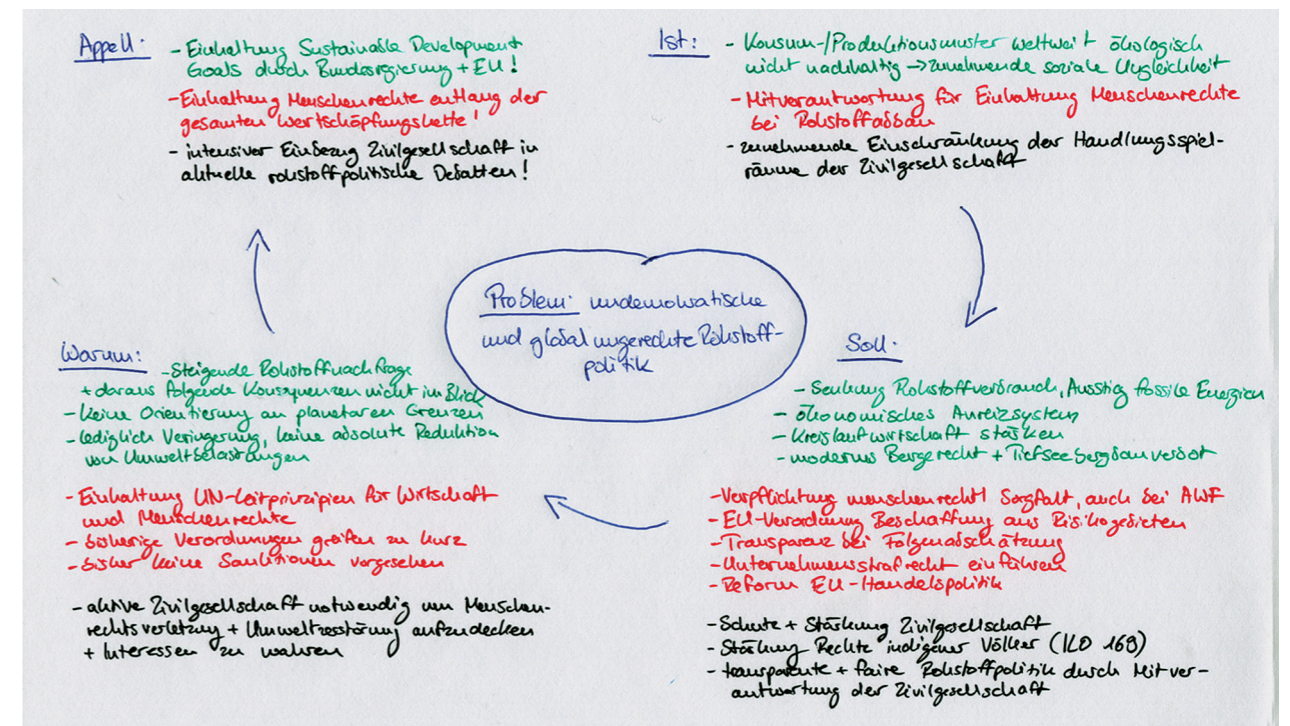 Appell:
- Einhaltung Sustainable Development
Goals durch Bundesregierung + EU!
- Einhaltung Menschenrechte entlang der
gesamten Wertschöpfungskette!
- intensiver Einbezug Zivilgesellschaft in
aktuelle rohstoffpolitische Debatten!
Ist:
- Konsum-/Produktionsmuster weltweit ökologisch
nicht nachhaltig → zunehmende soziale Ungleichheit
- Mitverantwortung für Einhaltung Menschenrechte
bei Rohstoffabbau
- zunehmende Einschränkung der Handlungsspiel-
räume der Zivilgesellschaft
Problem: undemokratische
und global ungerechte Rohstoff-
politik
Soll:
- Senkung Rohstoffverbrauch, Ausstieg fossile Energien
- ökonomisches Anreizsystem
- Kreislaufwirtschaft stärken
- modernes Bergrecht + Tiefseebergbauverbot
- Verpflichtung menschenrechtl Sorgfalt, auch bei AWF
- EU-Verordnung Beschaffung aus Risikogebieten
- Transparenz bei Folgenabschätzung
- Unternehmensstrafrecht einführen
- Reform EU-Handelspolitik
- Schutz + Stärkung Zivilgesellschaft
- Stärkung Rechte indigener Völker (ILO 169)
- transparente + faire Rohstoffpolitik durch Mitver-
antwortung der Zivilgesellschaft
Warum:
- Steigende Rohstoffnachfrage
+ daraus folgende Konsequenzen nicht im Blick
- keine Orientierung an planetaren Grenzen
- lediglich Veringerung, keine absolute Reduktion
von Umweltbelastungen
- Einhaltung UN-Leitprinzipien für Wirtschaft
und Menschenrechte
- bisherige Verordnungen greifen zu kurz
- bisher keine Sanktionen vorgesehen
- aktive Zivilgesellschaft notwendig um Menschen-
rechtsverletzung + Umweltzerstörung aufzudecken
+ Interessen zu wahren